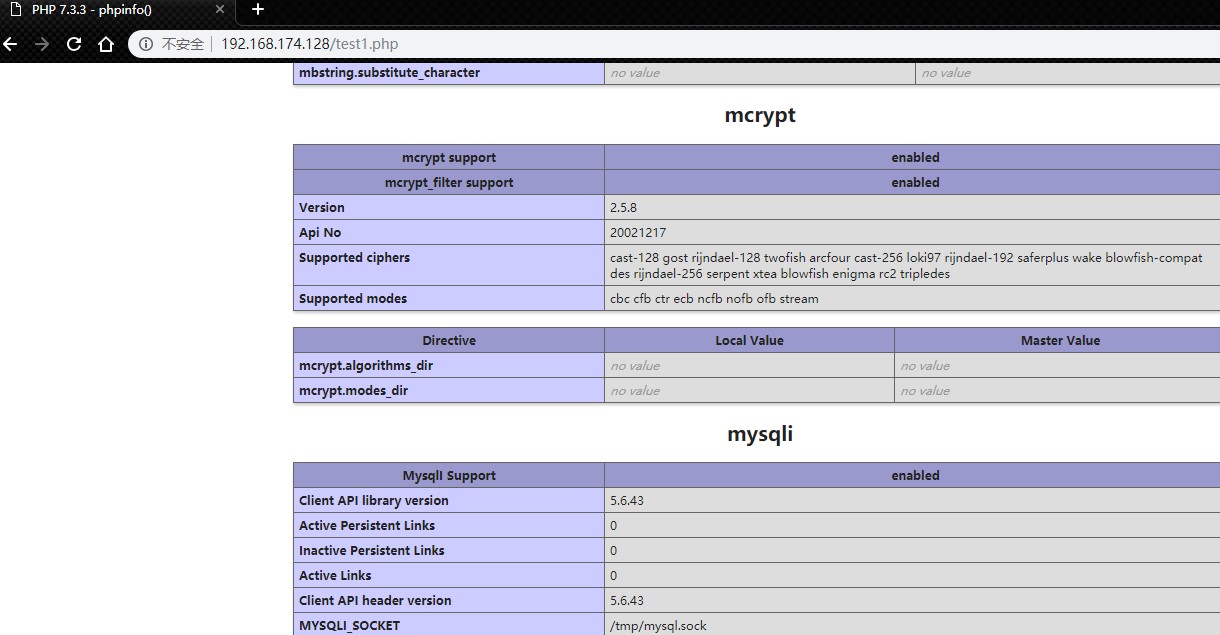 PHP 7.3.3 - phpinfo()
不安全 192.168.174.128/test1.php
mbstring.substitute_character no value no value
mcrypt
mcrypt support enabled
mcrypt_filter support enabled
Version 2.5.8
Api No 20021217
Supported ciphers cast-128 gost rijndael-128 twofish arcfour cast-256 loki97 rijndael-192 saferplus wake blowfish-compat
des rijndael-256 serpent xtea blowfish enigma rc2 tripledes
Supported modes cbc cfb ctr ecb ncfb nofb ofb stream
Directive Local Value Master Value
mcrypt.algorithms_dir no value no value
mcrypt.modes_dir no value no value
mysqli
MysqlI Support enabled
Client API library version 5.6.43
Active Persistent Links 0
Inactive Persistent Links 0
Active Links 0
Client API header version 5.6.43
MYSQLI_SOCKET /tmp/mysql.sock